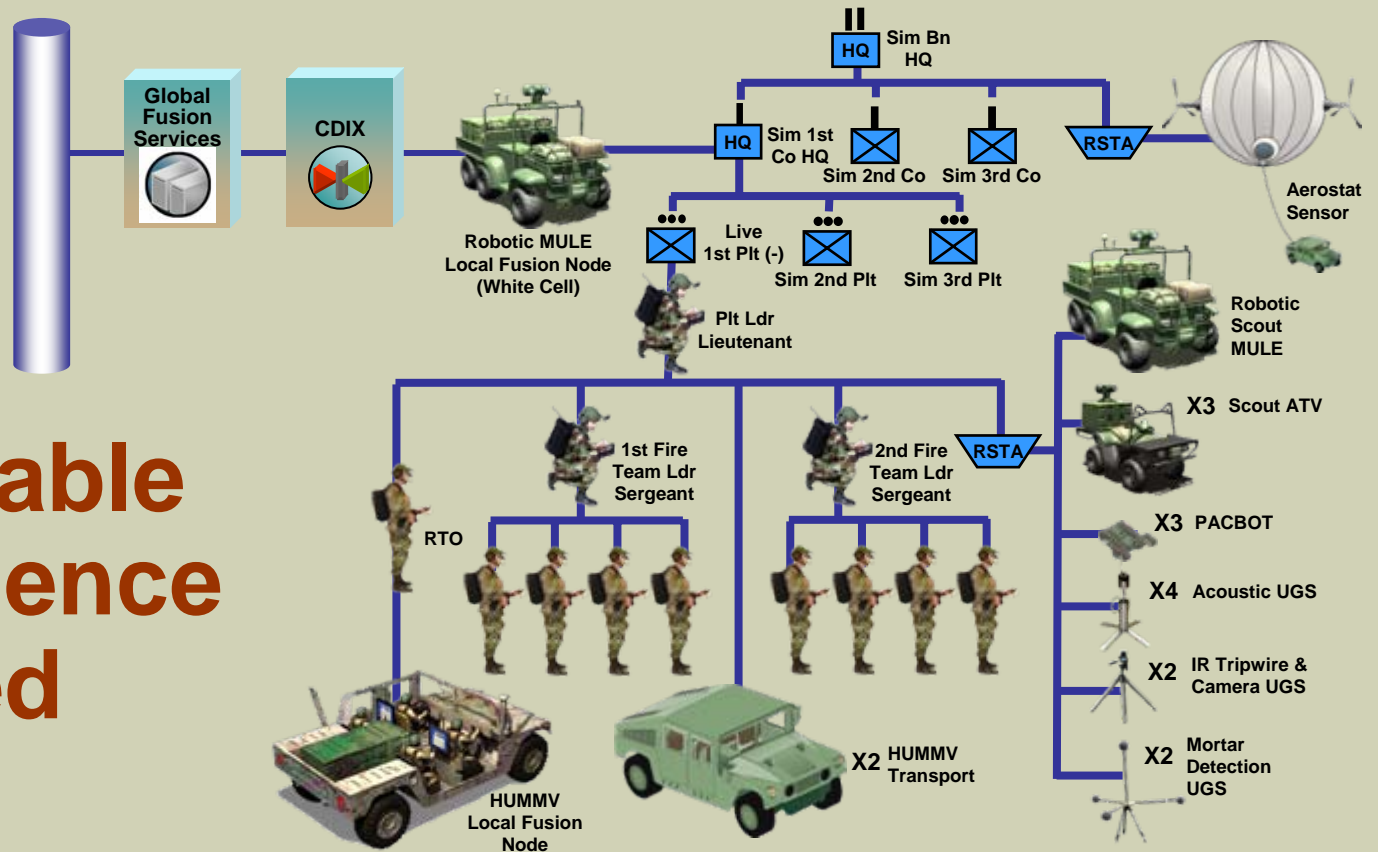 Global
Fusion
Services
CDIX
HQ
Sim Bn
HQ
HQ
Sim 1st
Co HQ
Sim 2nd Co
Sim 3rd Co
RSTA
Aerostat
Sensor
Robotic MULE
Local Fusion Node
(White Cell)
Live
1st Plt (-)
Sim 2nd Plt
Sim 3rd Plt
Plt Ldr
Lieutenant
Robotic
Scout
MULE
X3 Scout ATV
1st Fire
Team Ldr
Sergeant
2nd Fire
Team Ldr
Sergeant
RSTA
able
ence
ed
RTO
X3 PACBOT
X4 Acoustic UGS
X2 IR Tripwire &
Camera UGS
X2 Mortar
Detection
UGS
HUMMV
Local Fusion
Node
X2 HUMMV
Transport